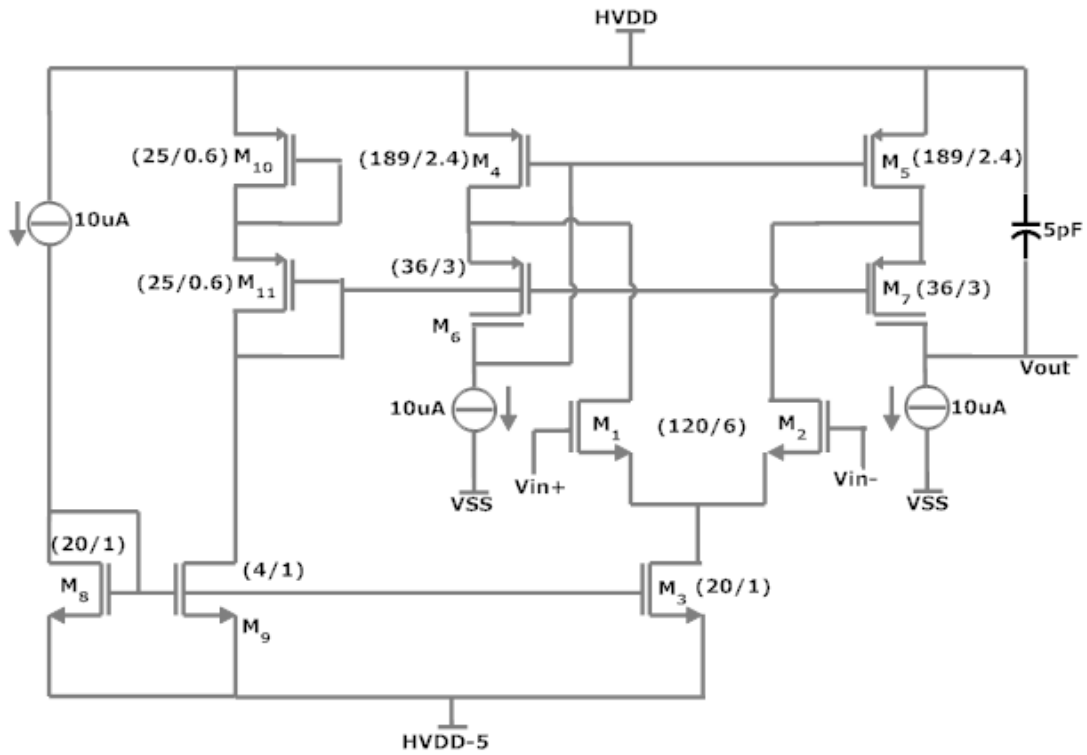 HVDD
(25/0.6) M10
(189/2.4) M4
M5 (189/2.4)
10uA
5pF
(25/0.6) M11
(36/3)
M7 (36/3)
M6
Vout
10uA
M1
(120/6)
M2
10uA
Vin+
Vin-
VSS
VSS
(20/1)
M8
(4/1)
M3 (20/1)
M9
HVDD-5